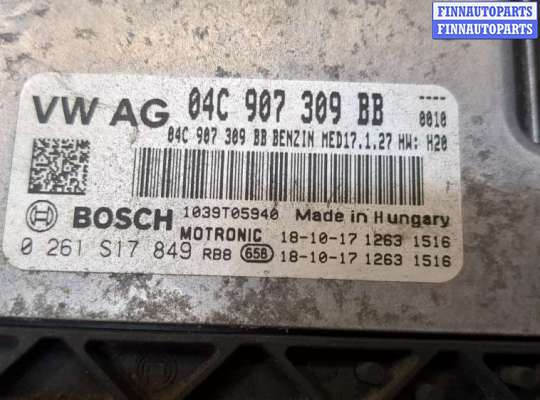 FINNAUTOPARTS
FINNAUTOPARTS
FINNAUTOPARTS
VW AG 04C 907 309 BB ----
0010
04C 907 309 BB BENZIN MED17.1.27 HW: H20
BOSCH 1039T05940 Made in Hungary
MOTRONIC 18-10-17 1263 1516
0 261 S17 849 RB8 658 18-10-17 1263 1516